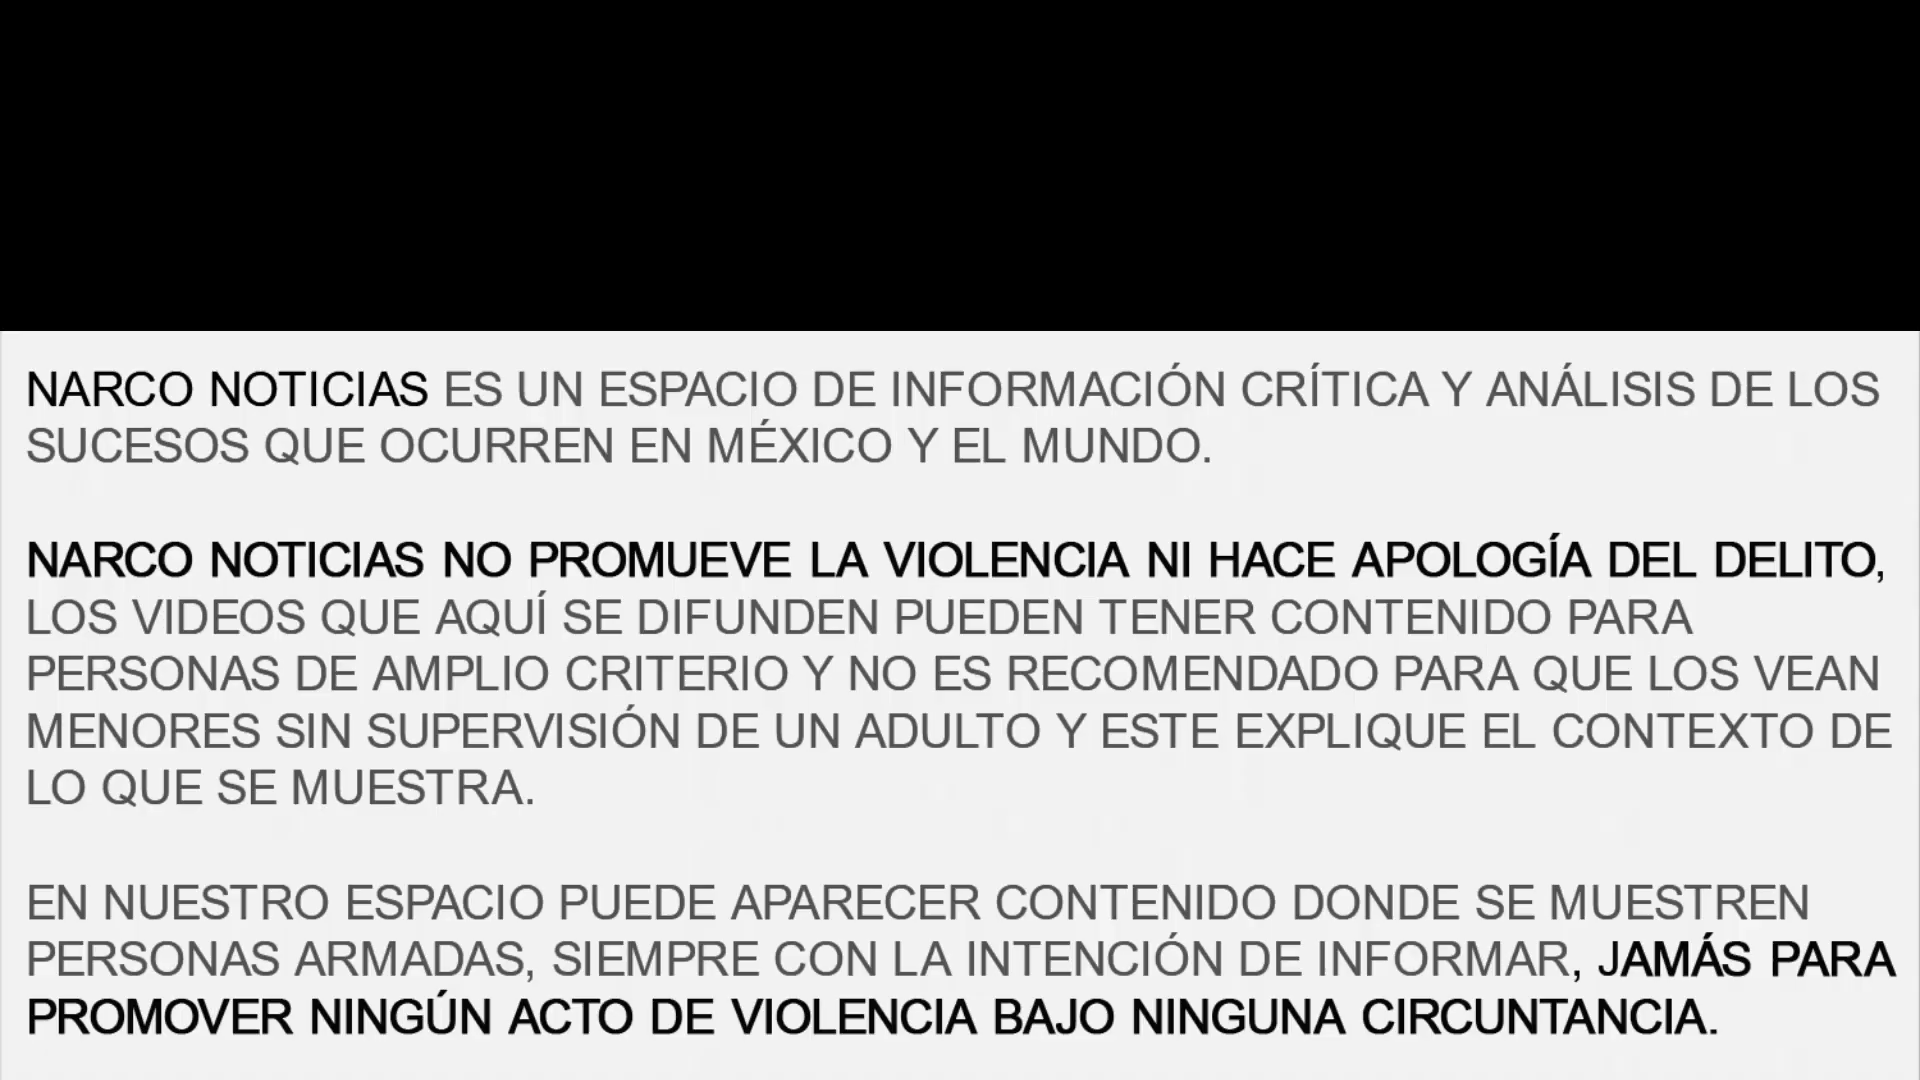 NARCO NOTICIAS ES UN ESPACIO DE INFORMACIÓN CRÍTICA Y ANÁLISIS DE LOS
SUCESOS QUE OCURREN EN MÉXICO Y EL MUNDO.
NARCO NOTICIAS NO PROMUEVE LA VIOLENCIA NI HACE APOLOGÍA DEL DELITO,
LOS VIDEOS QUE AQUÍ SE DIFUNDEN PUEDEN TENER CONTENIDO PARA
PERSONAS DE AMPLIO CRITERIO Y NO ES RECOMENDADO PARA QUE LOS VEAN
MENORES SIN SUPERVISIÓN DE UN ADULTO Y ESTE EXPLIQUE EL CONTEXTO DE
LO QUE SE MUESTRA.
EN NUESTRO ESPACIO PUEDE APARECER CONTENIDO DONDE SE MUESTREN
PERSONAS ARMADAS, SIEMPRE CON LA INTENCIÓN DE INFORMAR, JAMÁS PARA
PROMOVER NINGÚN ACTO DE VIOLENCIA BAJO NINGUNA CIRCUNTANCIA.